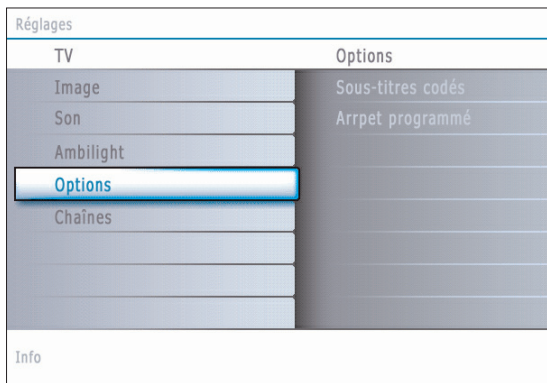 Réglages
TV Options
Image Sous-titres codés
Son Arrpet programmé
Ambilight
Options
Chaînes
Info